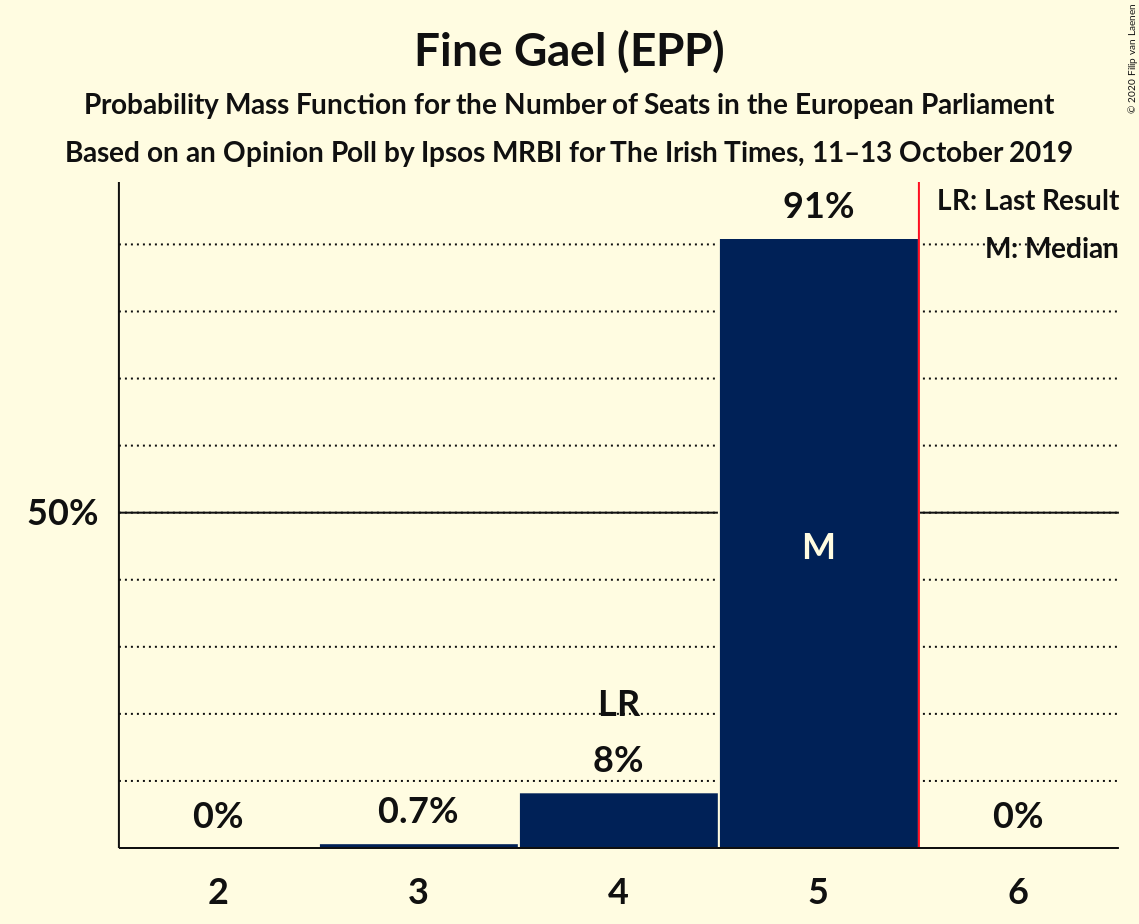 Fine Gael (EPP)
Probability Mass Function for the Number of Seats in the European Parliament
Based on an Opinion Poll by Ipsos MRBI for The Irish Times, 11–13 October 2019
© 2020 Filip van Laenen
LR: Last Result
M: Median
91%
50%
M
LR
8%
0%
0.7%
0%
2 3 4 5 6